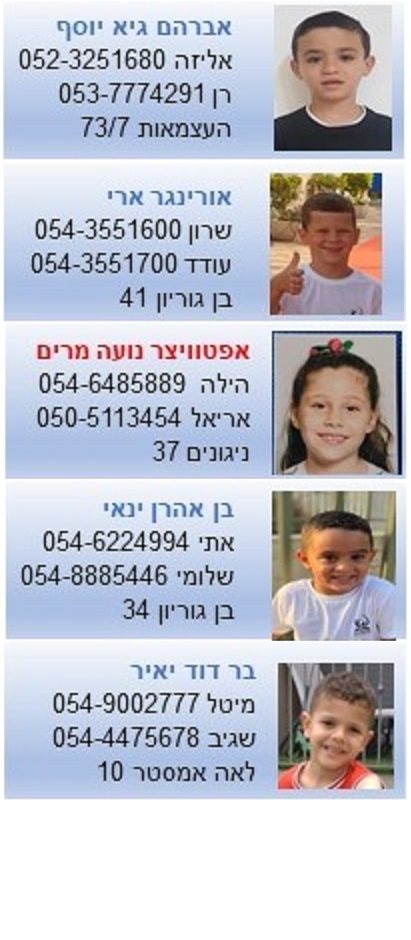 אברהם גיא יוסף
אליזה 052-3251680
רן 053-7774291
העצמאות 73/7
אורינגר ארי
שרון 054-3551600
עודד 054-3551700
בן גוריון 41
אפטוויצר נועה מרים
הילה 054-6485889
אריאל 050-5113454
ניגונים 37
בן אהרן ינאי
אתי 054-6224994
שלומי 054-8885446
בן גוריון 34
בר דוד יאיר
מיטל 054-9002777
שגיב 054-4475678
לאה אמסטר 10